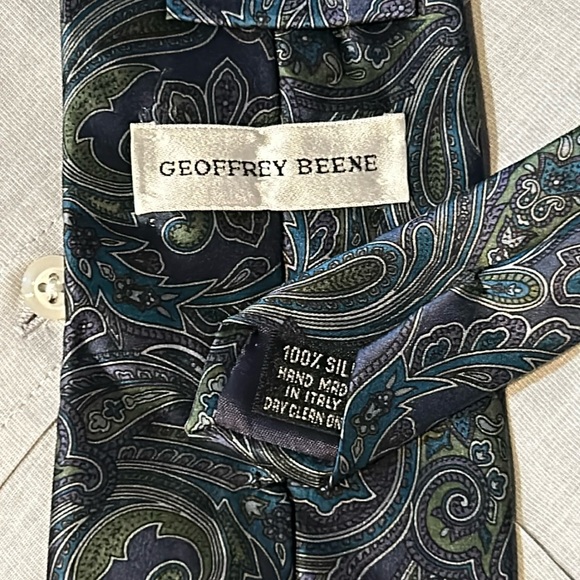 GEOFFREY BEENE
100% SIL
HAND MAD
IN ITALY
DRY CLEAN ON